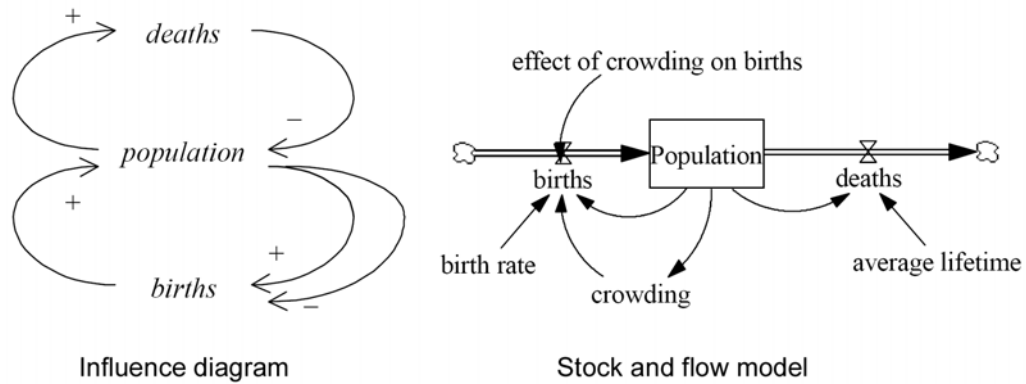 +
deaths
−
population
+
+
births
−
Influence diagram
effect of crowding on births
Population
births
deaths
birth rate
average lifetime
crowding
Stock and flow model